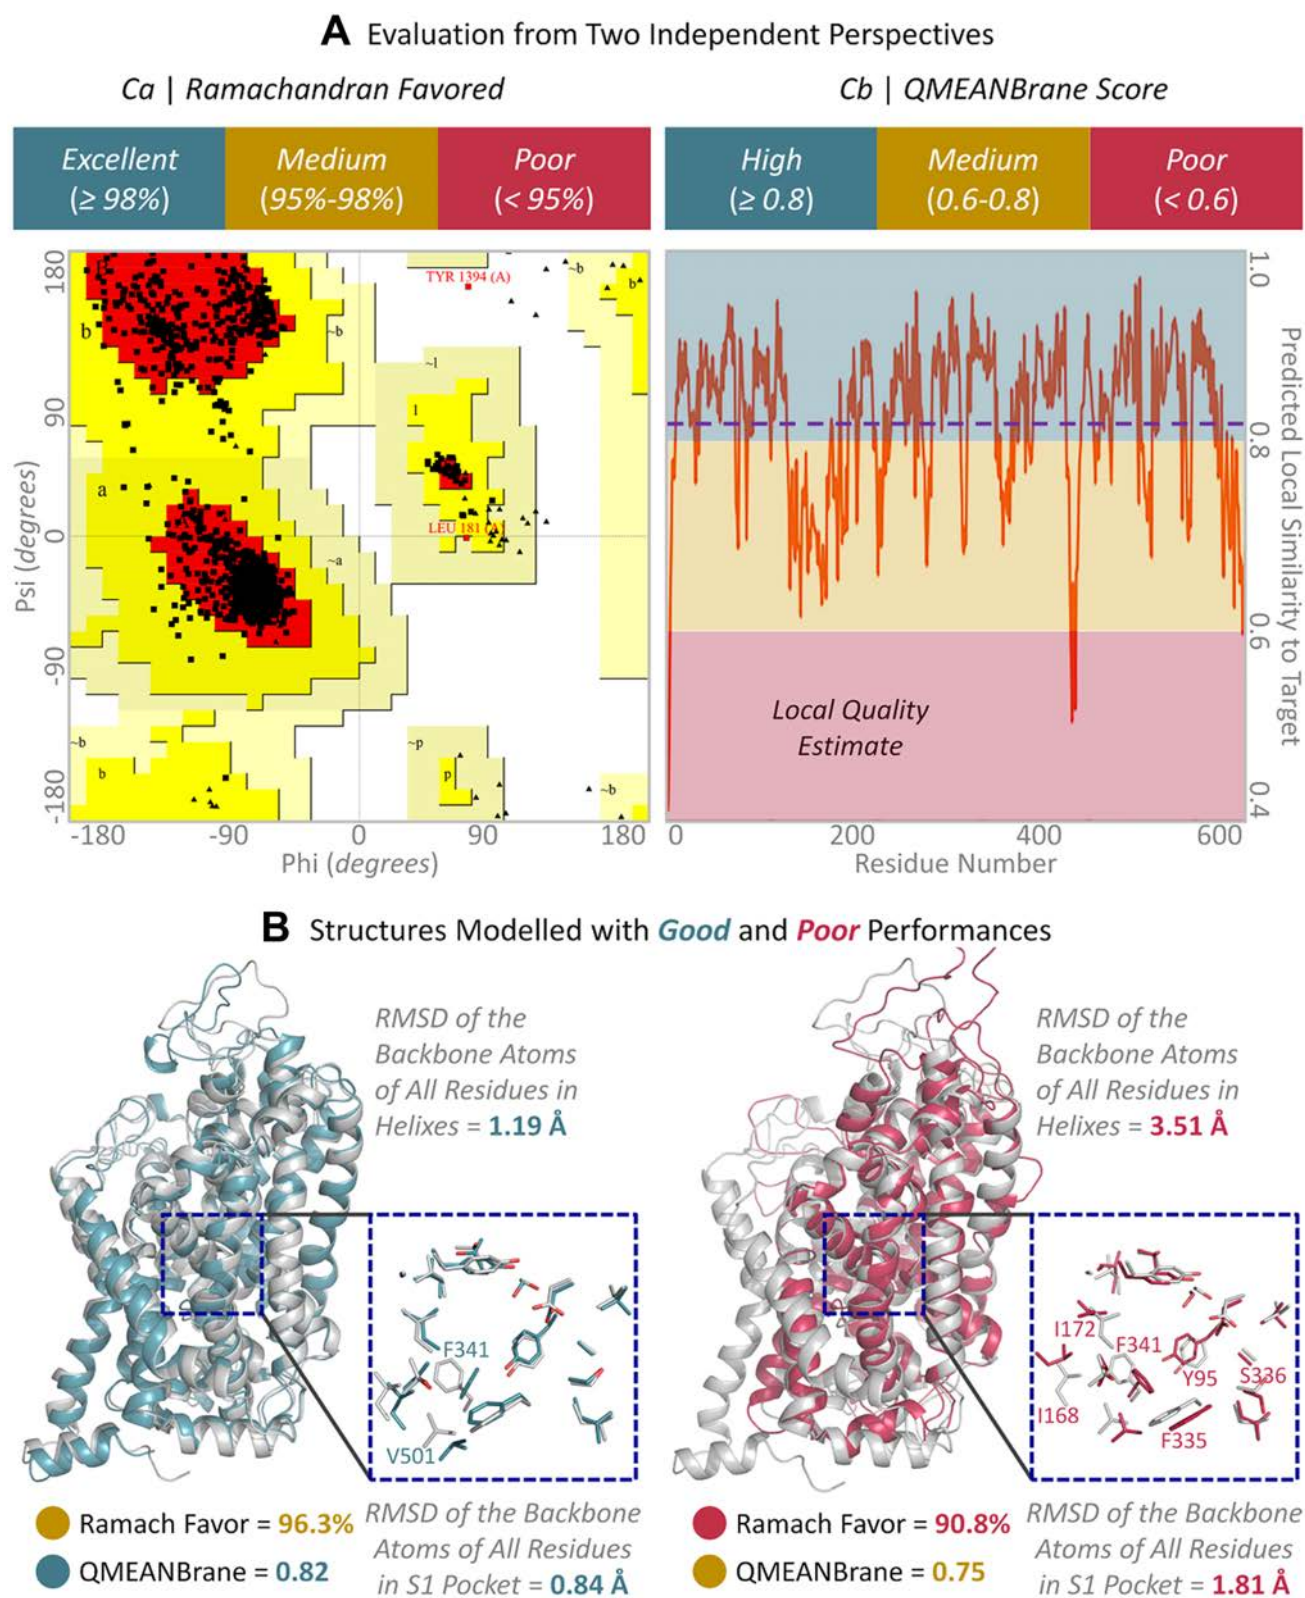 A Evaluation from Two Independent Perspectives
Ca | Ramachandran Favored
Excellent
(≥ 98%)
Medium
(95%-98%)
Poor
(< 95%)
Cb | QMEANBrane Score
High
(≥ 0.8)
Medium
(0.6-0.8)
Poor
(< 0.6)
Psi (degrees)
180
90
0
-90
-180
TYR 1394 (A)
~b
b
b
~b
~l
l
a
LEU 181 (A)
~a
~b
b
~p
p
~b
-180 -90 0 90 180
Phi (degrees)
Local Quality
Estimate
1.0
0.8
0.6
0.4
Predicted Local Similarity to Target
0 200 400 600
Residue Number
B Structures Modelled with Good and Poor Performances
RMSD of the
Backbone Atoms
of All Residues in
Helixes = 1.19 Å
F341
V501
Ramach Favor = 96.3%
QMEANBrane = 0.82
RMSD of the Backbone
Atoms of All Residues
in S1 Pocket = 0.84 Å
RMSD of the
Backbone Atoms
of All Residues in
Helixes = 3.51 Å
I172
F341
Y95
S336
I168
F335
Ramach Favor = 90.8%
QMEANBrane = 0.75
RMSD of the Backbone
Atoms of All Residues
in S1 Pocket = 1.81 Å